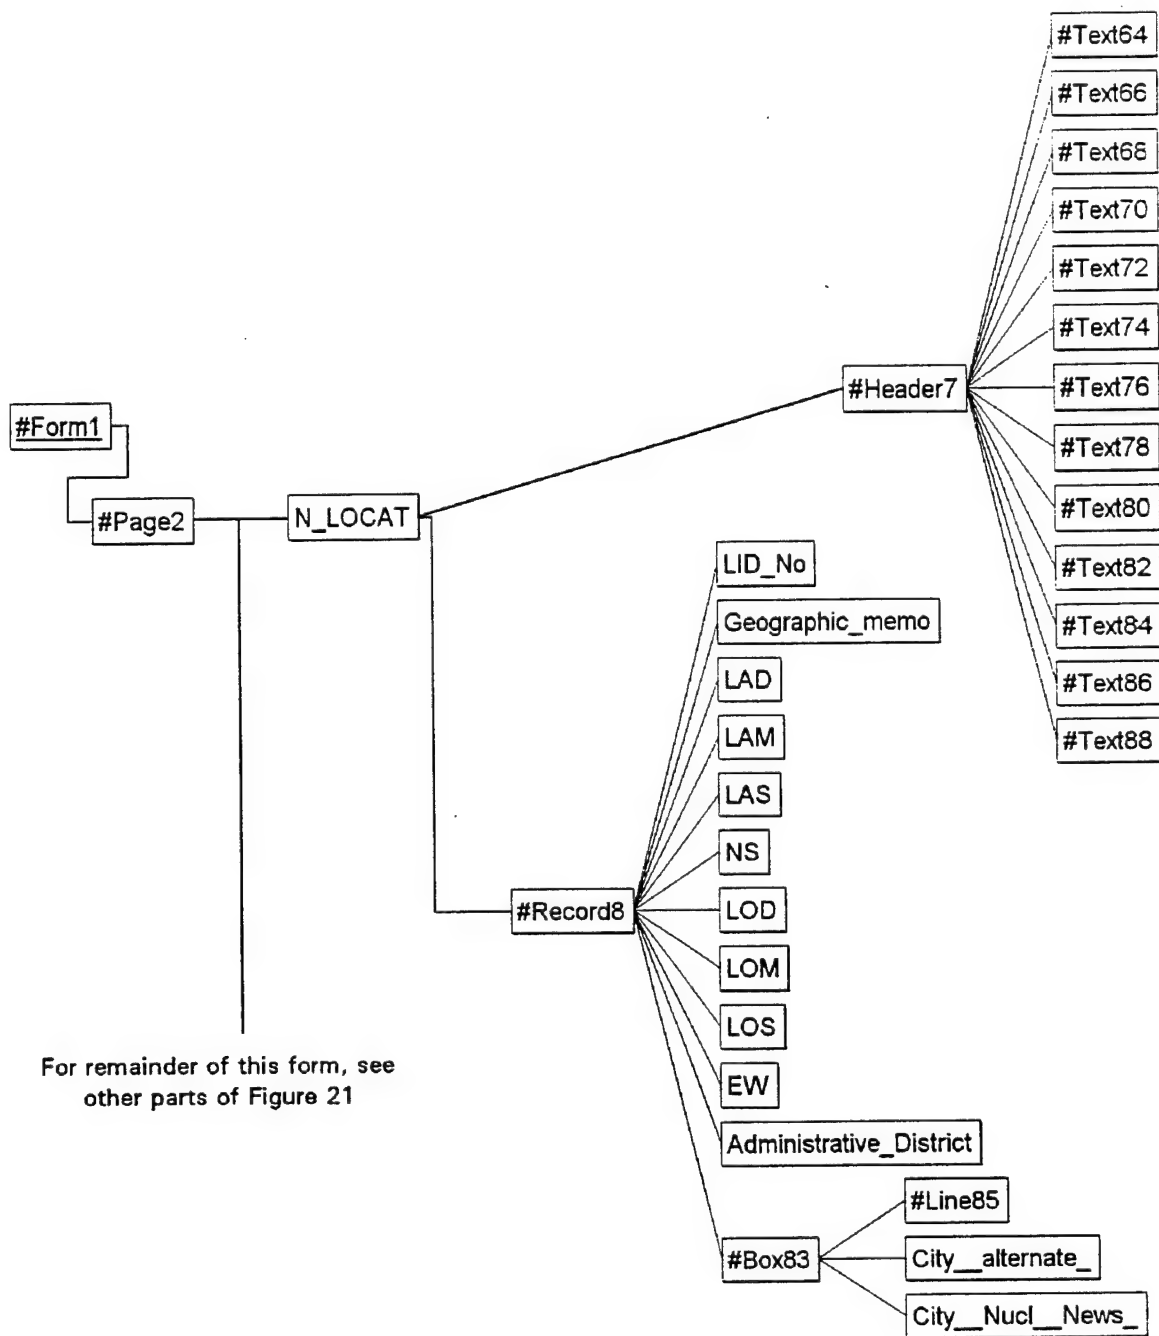 #Text64
#Text66
#Text68
#Text70
#Text72
#Text74
#Header7
#Text76
#Form1
#Text78
#Page2
N_LOCAT
#Text80
LID_No
#Text82
Geographic_memo
#Text84
LAD
#Text86
LAM
#Text88
LAS
NS
#Record8
LOD
LOM
LOS
For remainder of this form, see
other parts of Figure 21
EW
Administrative_District
#Line85
#Box83
City__alternate_
City__Nucl__News_